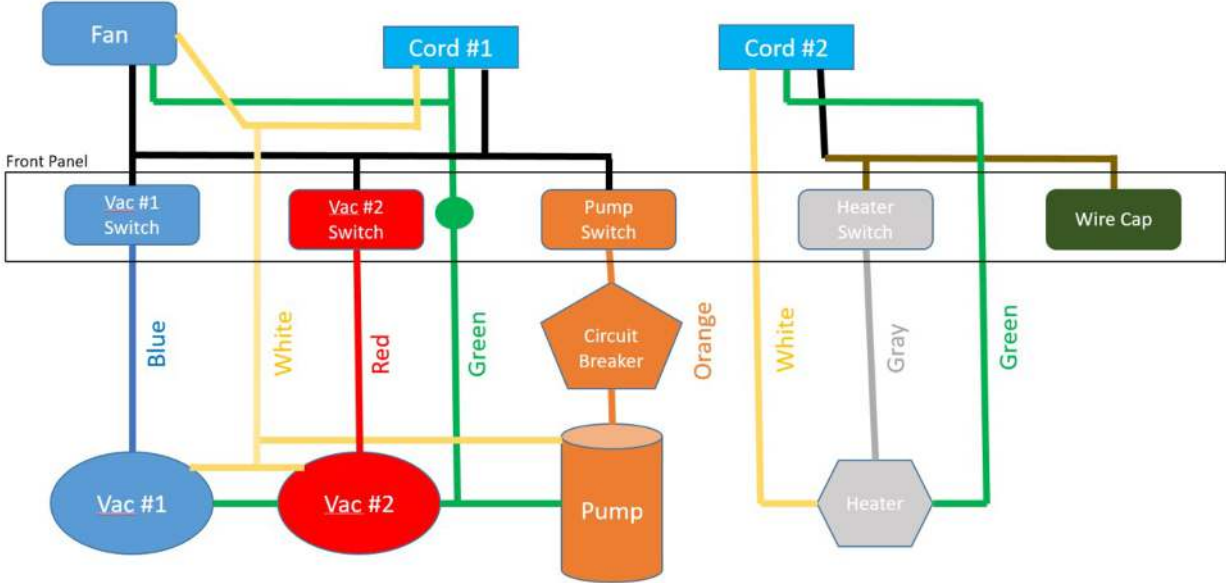 Fan
Cord #1
Cord #2
Front Panel
Vac #1
Switch
Vac #2
Switch
Pump
Switch
Heater
Switch
Wire Cap
Blue
White
Red
Green
Circuit
Breaker
Orange
White
Gray
Green
Vac #1
Vac #2
Pump
Heater